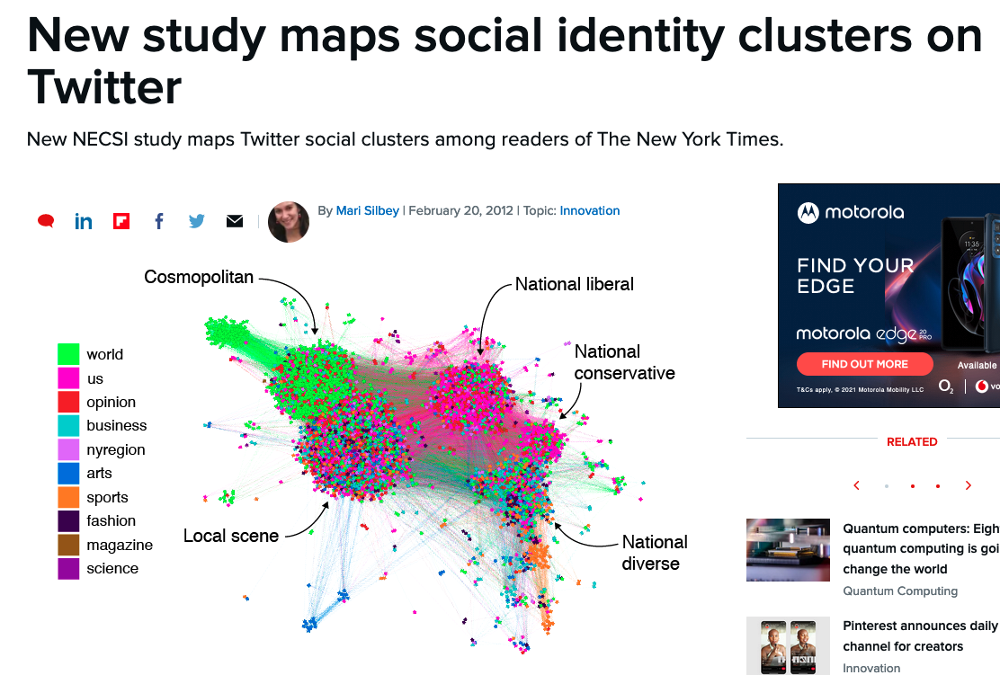 New study maps social identity clusters on
Twitter
New NECSI study maps Twitter social clusters among readers of The New York Times.
in
f
By Mari Silbey | February 20, 2012 | Topic: Innovation
motorola
FIND YOUR
EDGE
11:35
motorola edge 20 PRO
FIND OUT MORE
Available
T&Cs apply, © 2021 Motorola Mobility LLC
O2
vo
Cosmopolitan
National liberal
National
conservative
world
us
opinion
business
nyregion
arts
sports
fashion
magazine
science
Local scene
National
diverse
RELATED
Quantum computers: Eigh
quantum computing is goi
change the world
Quantum Computing
Pinterest announces daily
channel for creators
Innovation